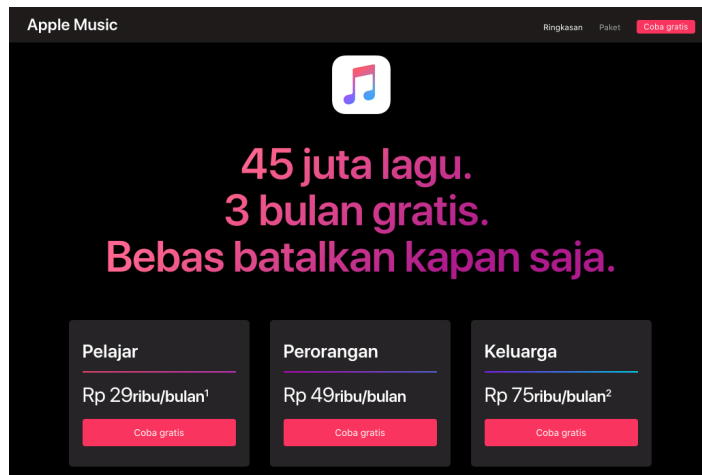 Apple Music
Ringkasan Paket Coba gratis
45 juta lagu.
3 bulan gratis.
Bebas batalkan kapan saja.
Pelajar
Rp 29ribu/bulan¹
Coba gratis
Perorangan
Rp 49ribu/bulan
Coba gratis
Keluarga
Rp 75ribu/bulan²
Coba gratis